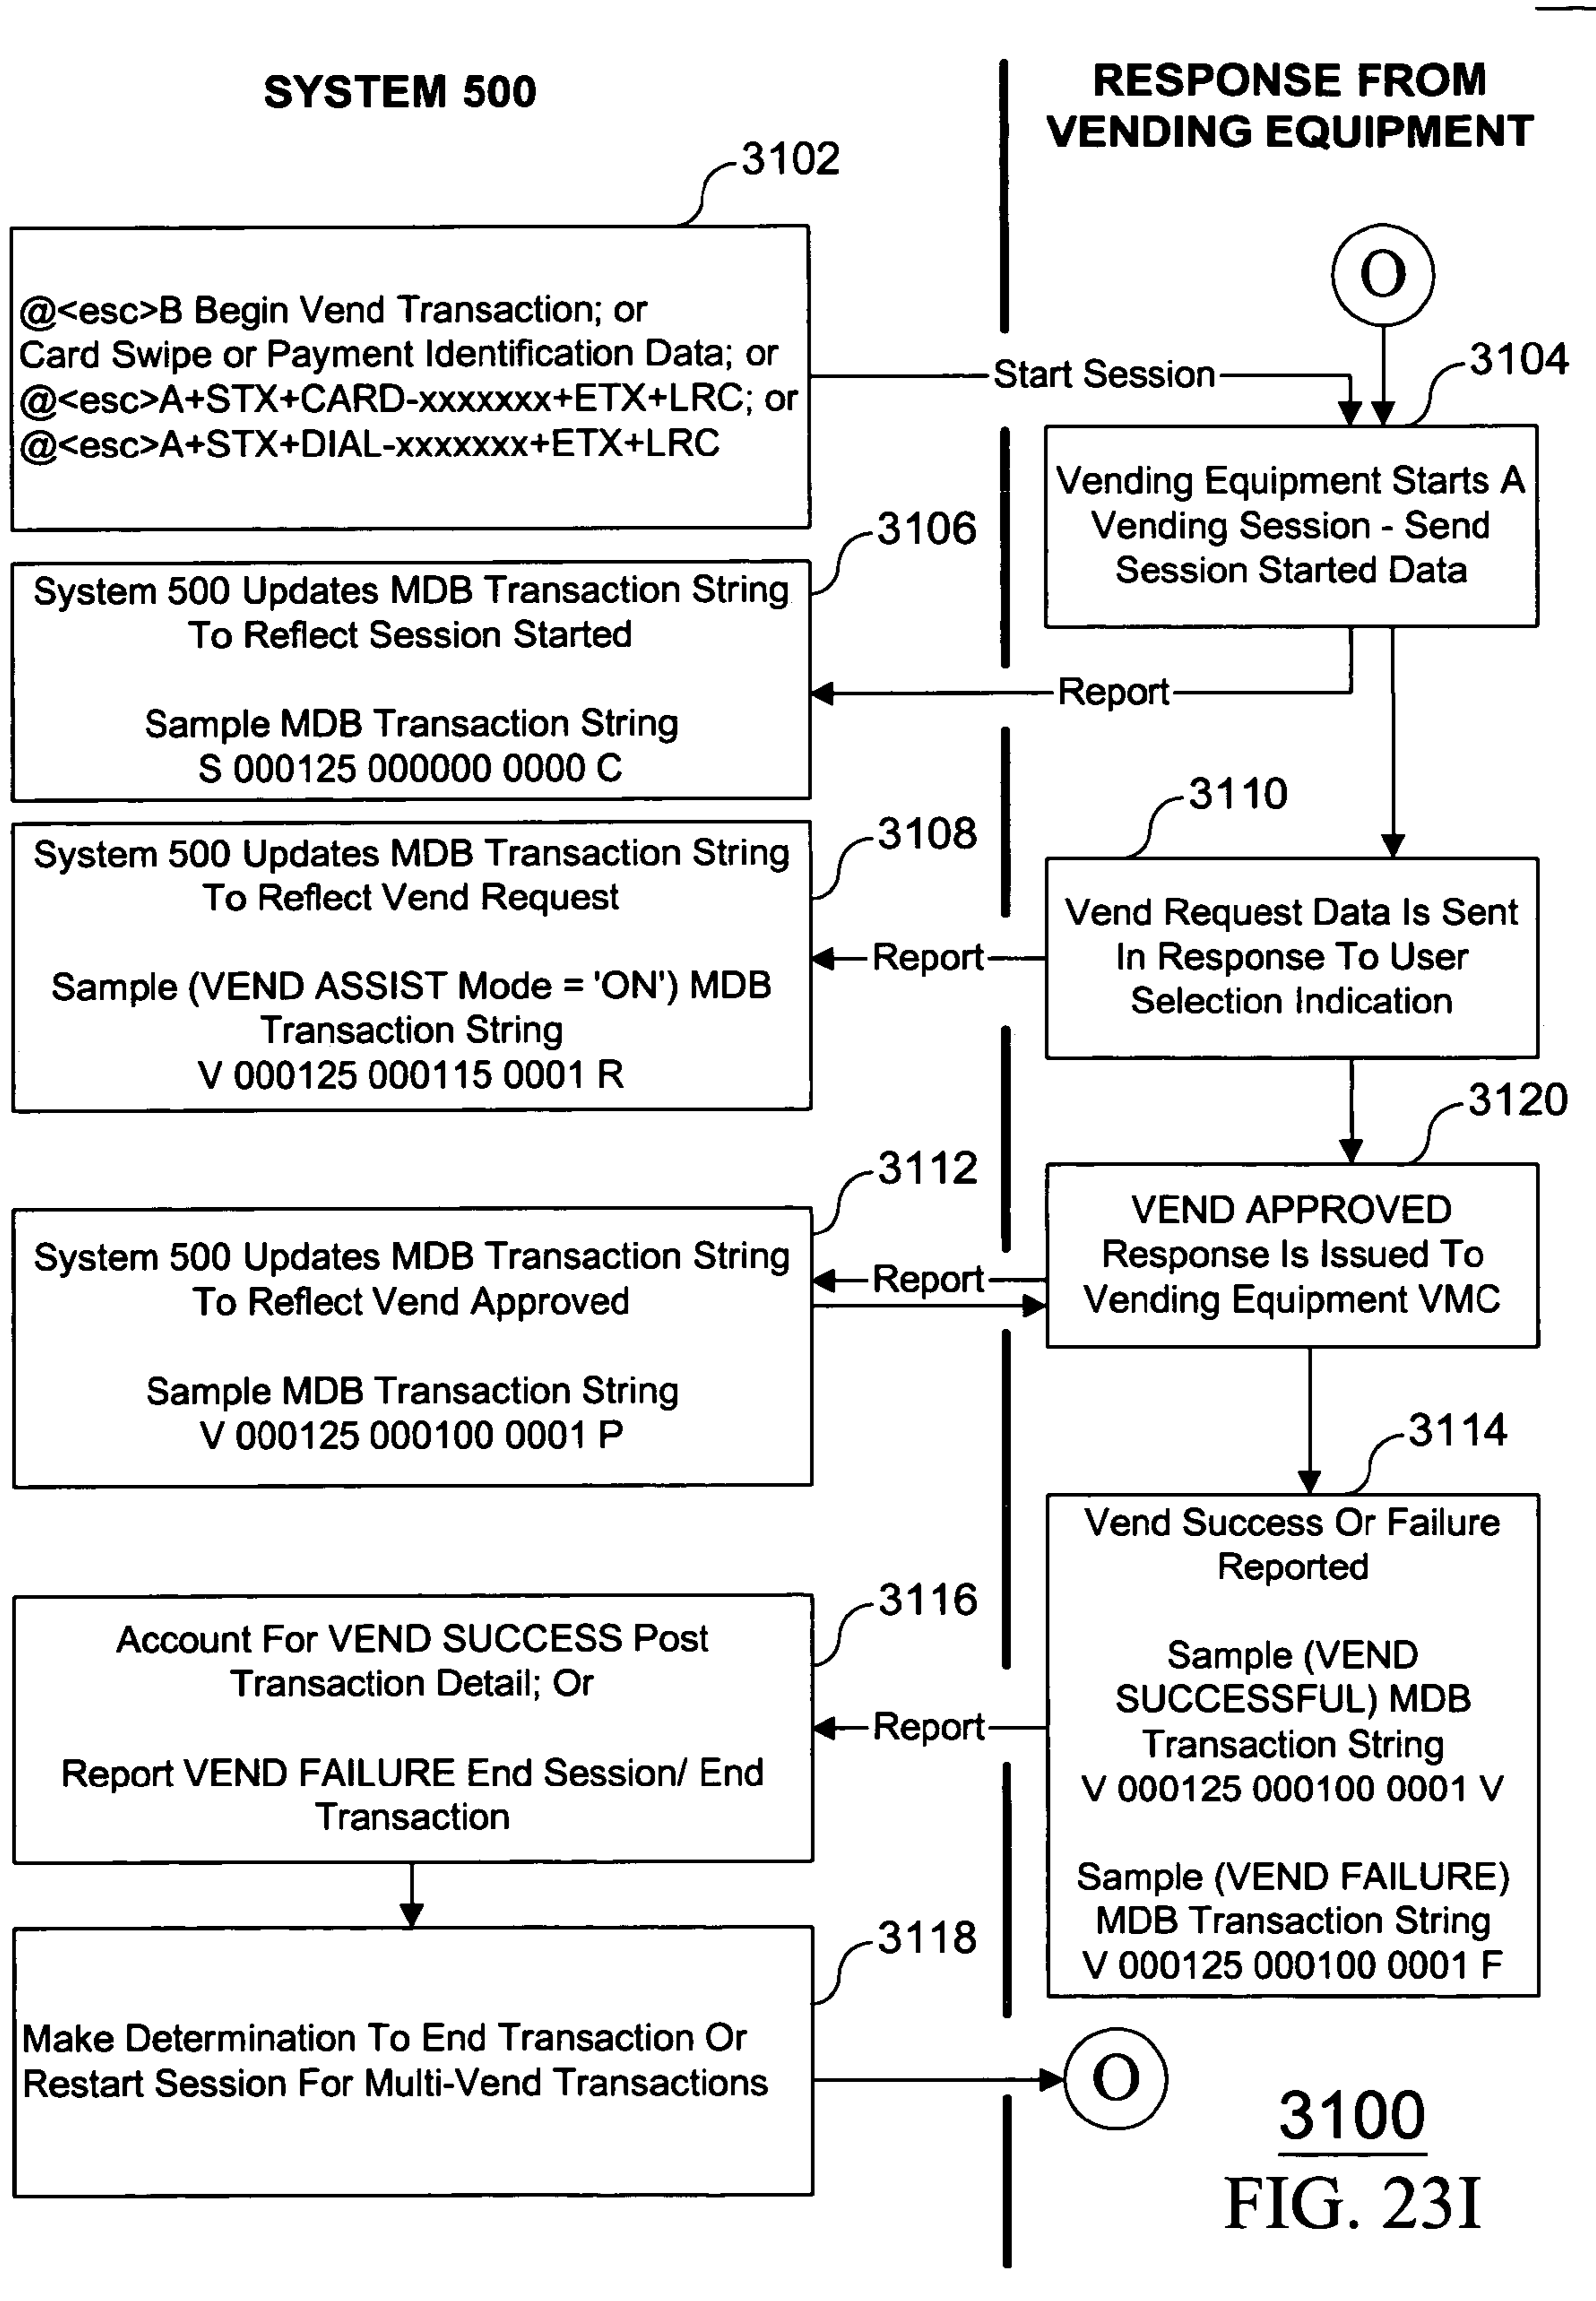 SYSTEM 500
RESPONSE FROM
VENDING EQUIPMENT
3102
@<esc>B Begin Vend Transaction; or
Card Swipe or Payment Identification Data; or
@<esc>A+STX+CARD-xxxxxxx+ETX+LRC; or
@<esc>A+STX+DIAL-xxxxxxx+ETX+LRC
Start Session
O
3104
Vending Equipment Starts A
Vending Session - Send
Session Started Data
3106
System 500 Updates MDB Transaction String
To Reflect Session Started
Sample MDB Transaction String
S 000125 000000 0000 C
Report
3108
System 500 Updates MDB Transaction String
To Reflect Vend Request
Sample (VEND ASSIST Mode = 'ON') MDB
Transaction String
V 000125 000115 0001 R
Report
3110
Vend Request Data Is Sent
In Response To User
Selection Indication
3120
VEND APPROVED
Response Is Issued To
Vending Equipment VMC
3112
System 500 Updates MDB Transaction String
To Reflect Vend Approved
Sample MDB Transaction String
V 000125 000100 0001 P
Report
3114
Vend Success Or Failure
Reported
Sample (VEND
SUCCESSFUL) MDB
Transaction String
V 000125 000100 0001 V
Sample (VEND FAILURE)
MDB Transaction String
V 000125 000100 0001 F
3116
Account For VEND SUCCESS Post
Transaction Detail; Or
Report VEND FAILURE End Session/ End
Transaction
Report
3118
Make Determination To End Transaction Or
Restart Session For Multi-Vend Transactions
O
3100
FIG. 23I